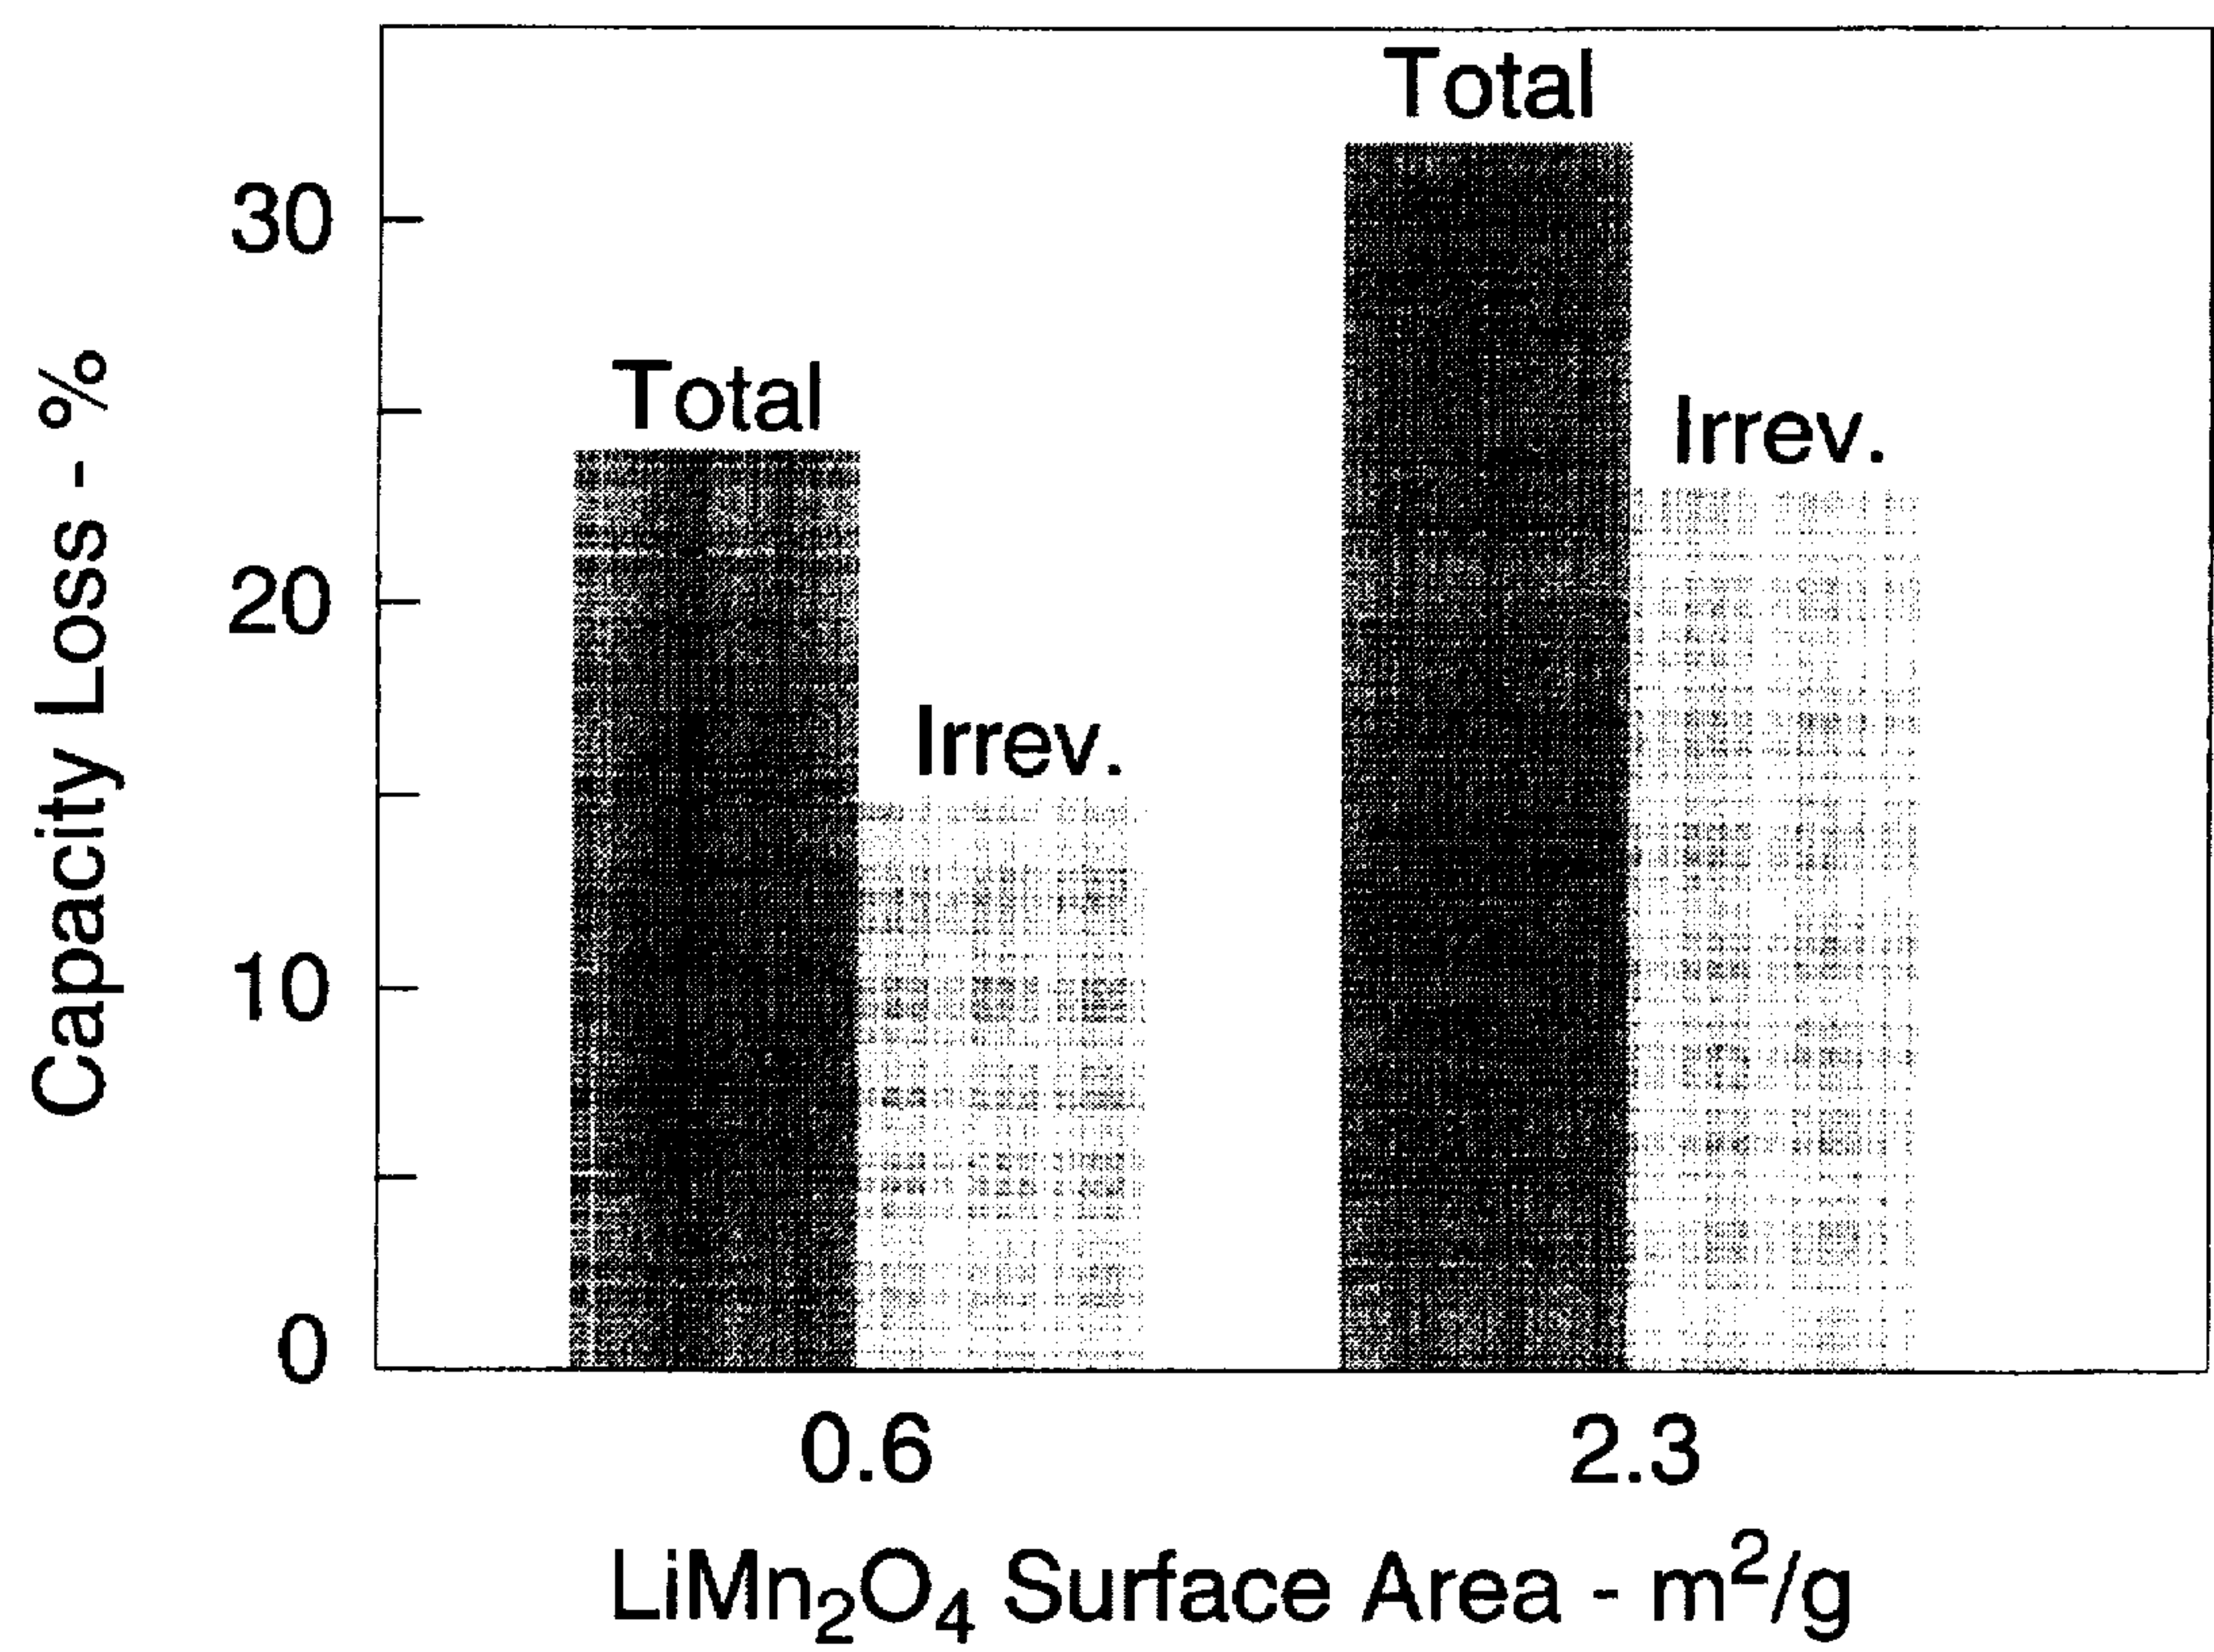 Capacity Loss - %
30
20
10
0
Total
Irrev.
Total
Irrev.
0.6
2.3
LiMn₂O₄ Surface Area - m²/g